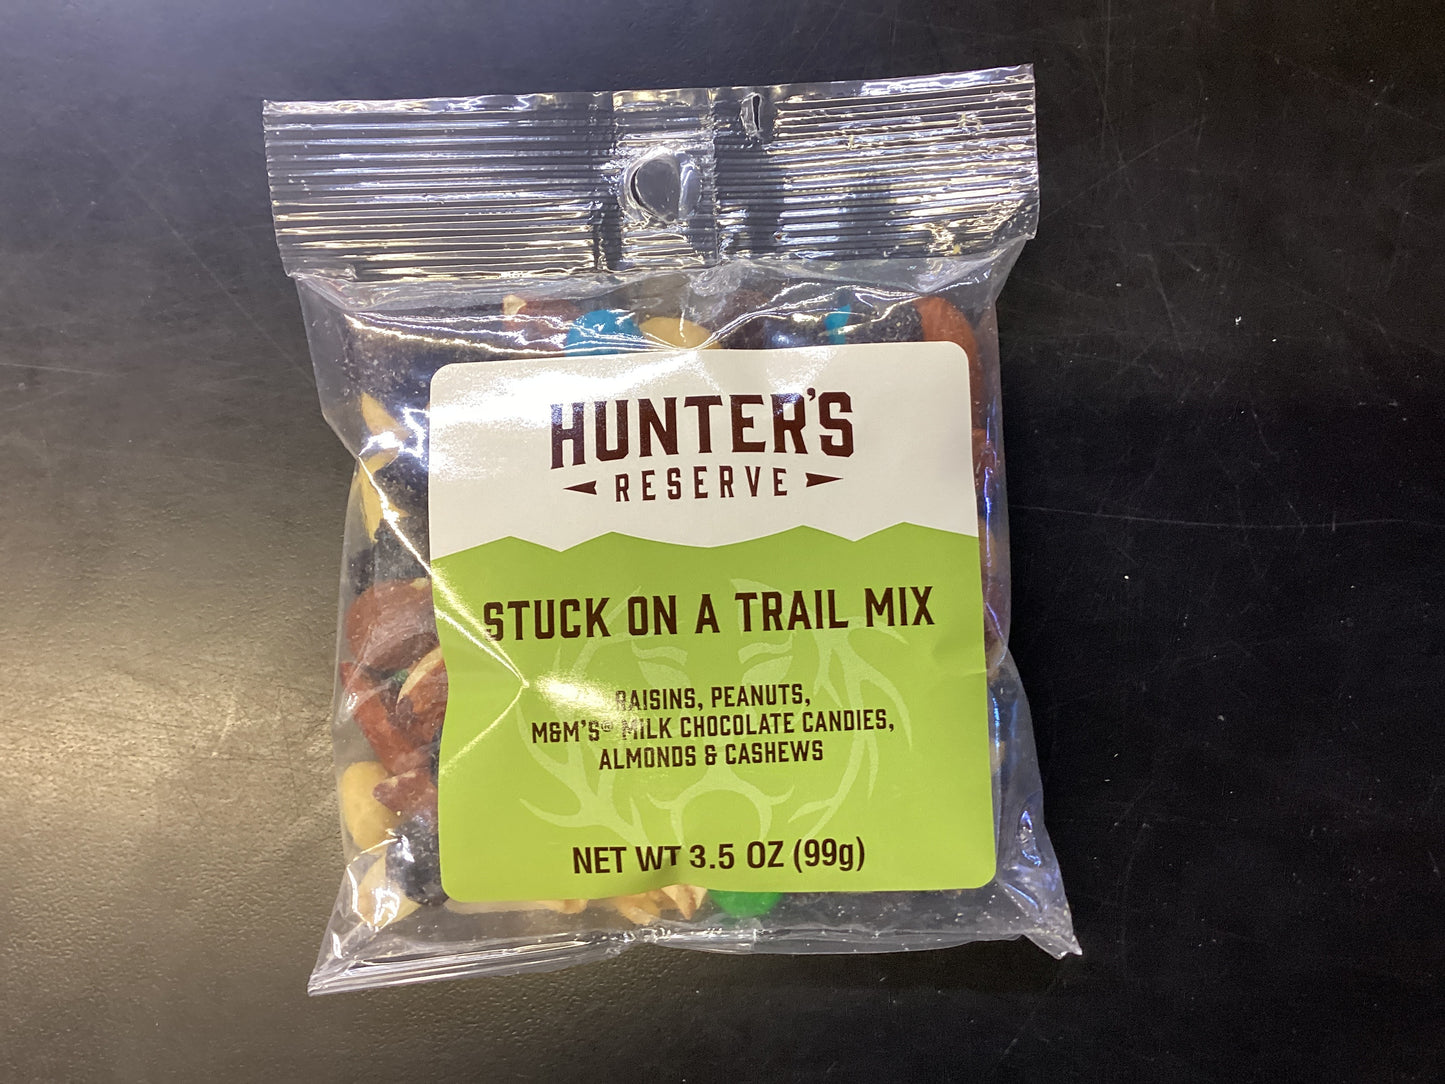 HUNTER'S
RESERVE
STUCK ON A TRAIL MIX
RAISINS, PEANUTS,
M&M'S® MILK CHOCOLATE CANDIES,
ALMONDS & CASHEWS
NET WT 3.5 OZ (99g)